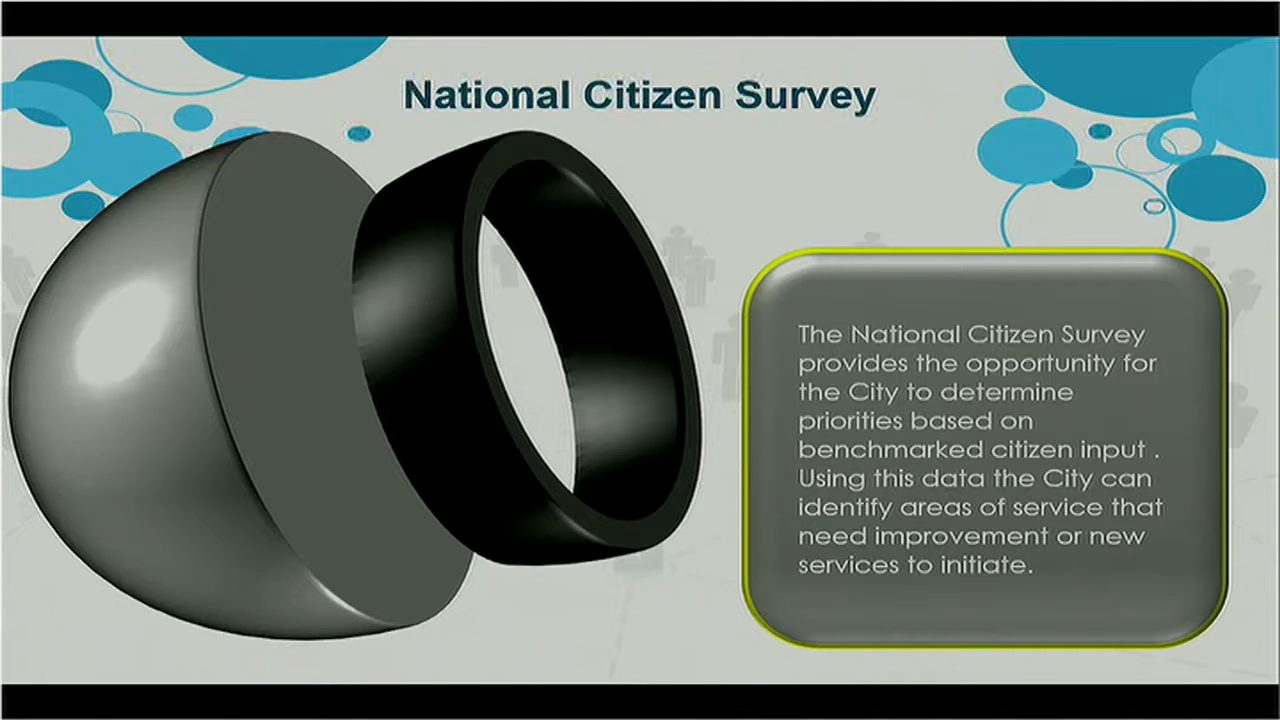 National Citizen Survey
The National Citizen Survey
provides the opportunity for
the City to determine
priorities based on
benchmarked citizen input .
Using this data the City can
identify areas of service that
need improvement or new
services to initiate.